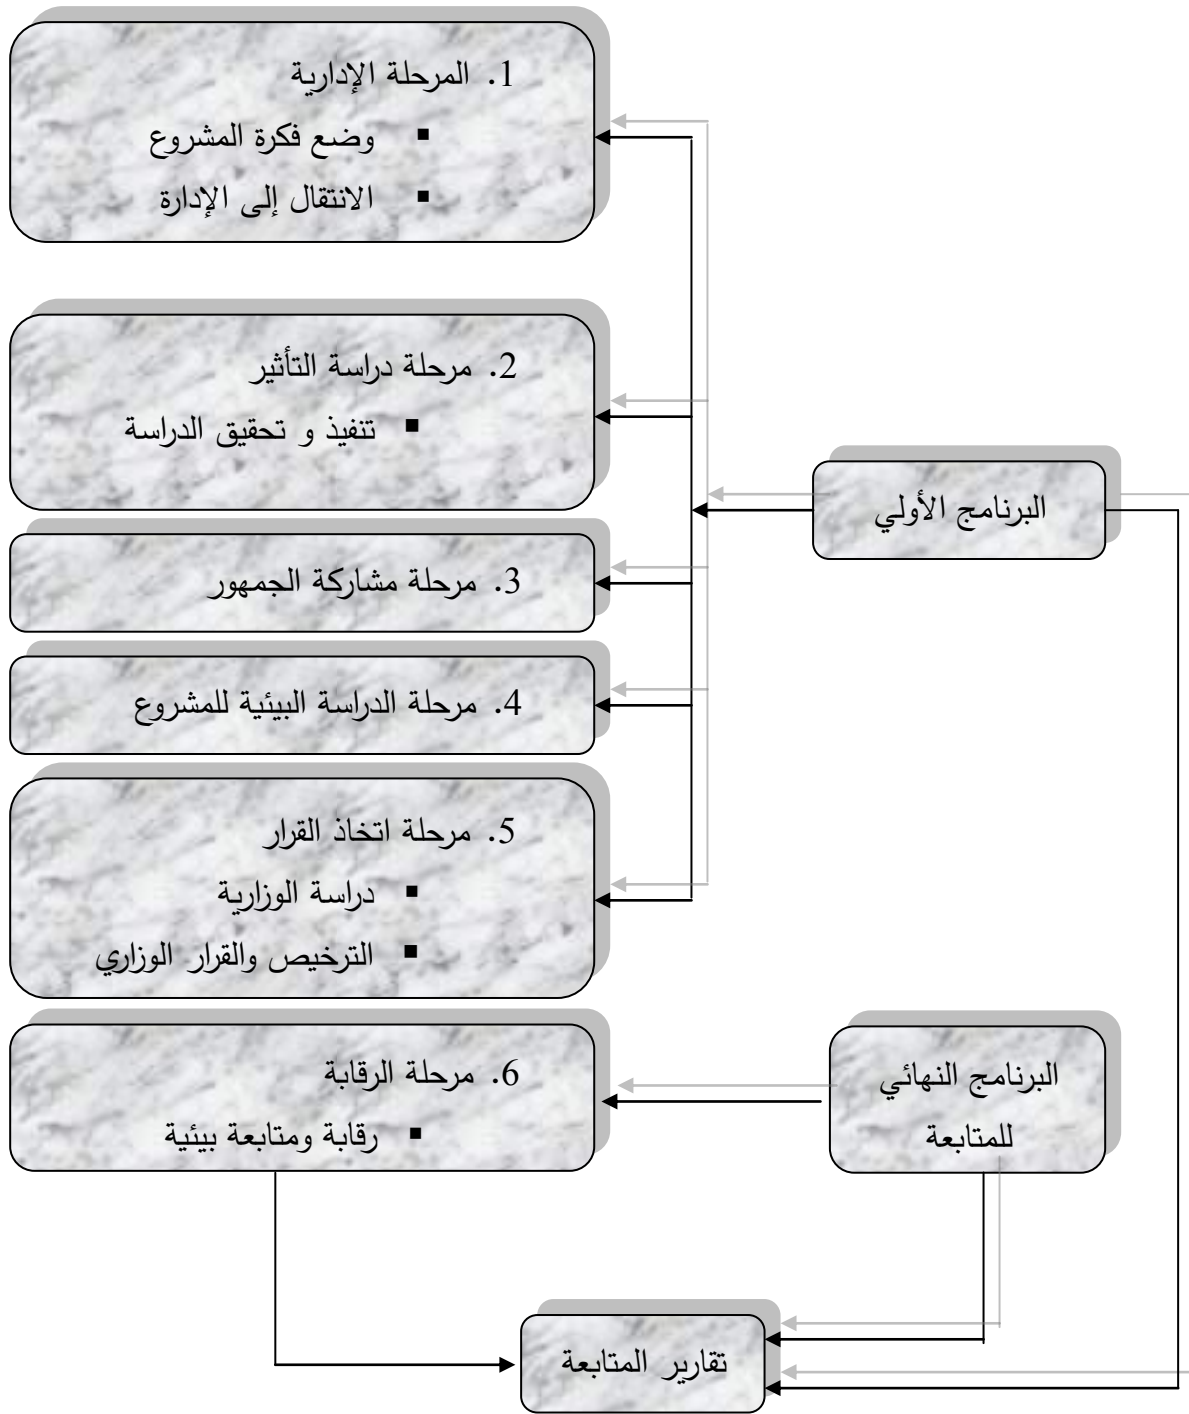 1. المرحلة الإدارية
▪ وضع فكرة المشروع
▪ الانتقال إلى الإدارة
2. مرحلة دراسة التأثير
▪ تنفيذ و تحقيق الدراسة
البرنامج الأولي
3. مرحلة مشاركة الجمهور
4. مرحلة الدراسة البيئية للمشروع
5. مرحلة اتخاذ القرار
▪ دراسة الوزارية
▪ الترخيص والقرار الوزاري
البرنامج النهائي
للمتابعة
6. مرحلة الرقابة
▪ رقابة ومتابعة بيئية
تقارير المتابعة